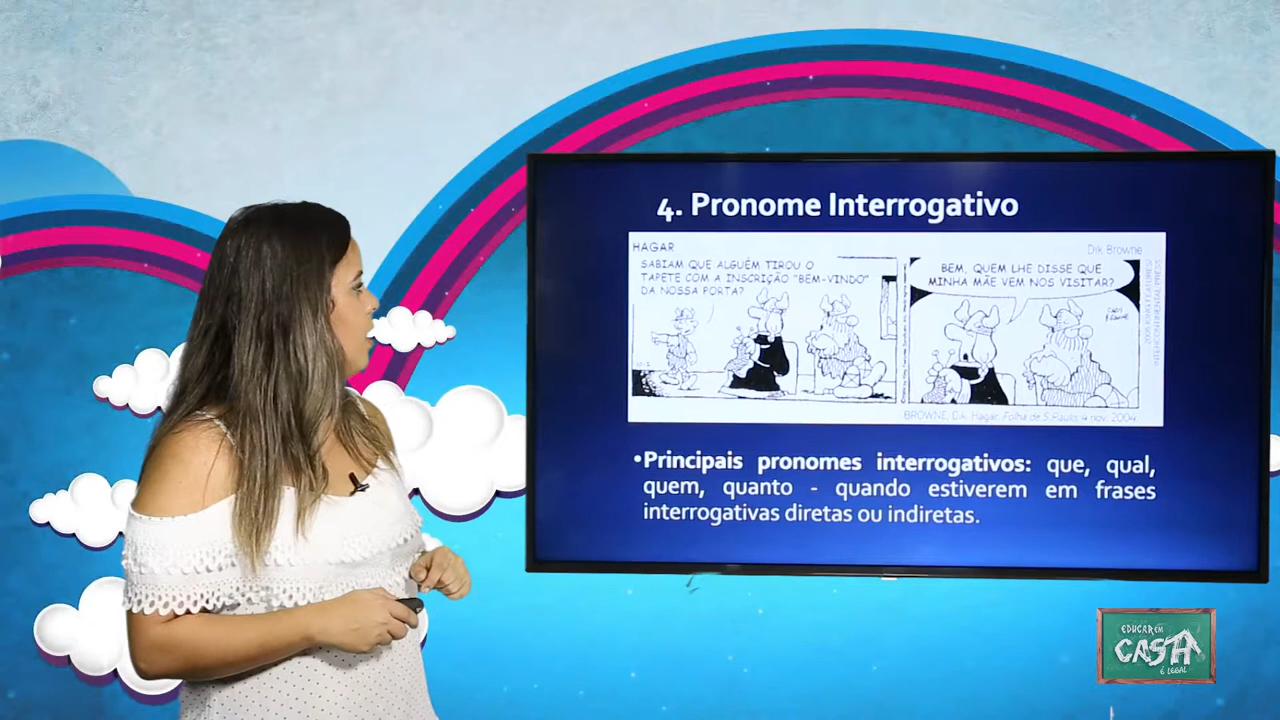 4. Pronome Interrogativo
HAGAR
Dik Browne
SABIAM QUE ALGUÉM TIROU O
TAPETE COM A INSCRIÇÃO "BEM-VINDO"
DA NOSSA PORTA?
BEM, QUEM LHE DISSE QUE
MINHA MÃE VEM NOS VISITAR?
BROWNE, Dik. Hagar. Folha de S.Paulo, 4 nov. 2004.
•Principais pronomes interrogativos: que, qual,
quem, quanto - quando estiverem em frases
interrogativas diretas ou indiretas.
EDUCAR EM
CASA
É LEGAL